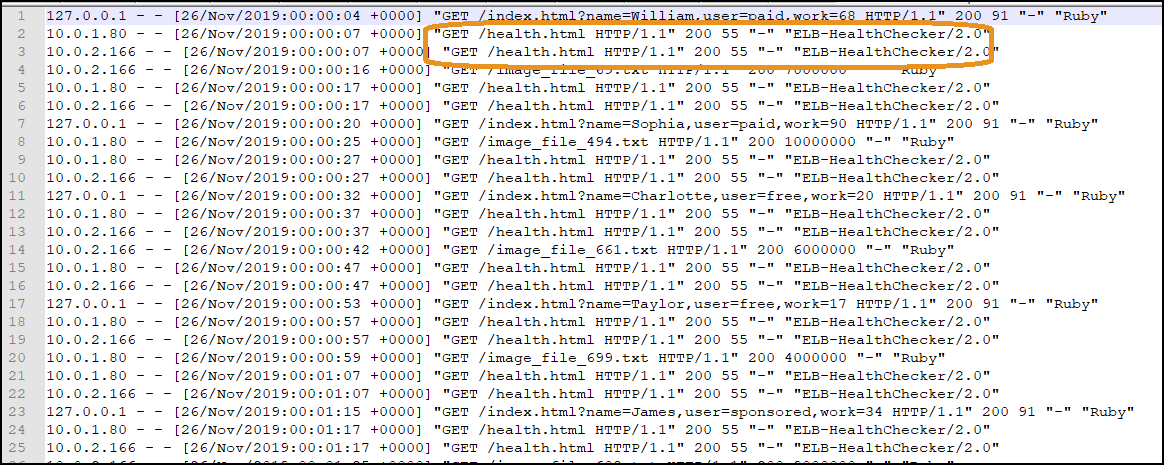 1 127.0.0.1 - - [26/Nov/2019:00:00:04 +0000] "GET /index.html?name=William,user=paid,work=68 HTTP/1.1" 200 91 "-" "Ruby"
2 10.0.1.80 - - [26/Nov/2019:00:00:07 +0000] "GET /health.html HTTP/1.1" 200 55 "-" "ELB-HealthChecker/2.0"
3 10.0.2.166 - - [26/Nov/2019:00:00:07 +0000] "GET /health.html HTTP/1.1" 200 55 "-" "ELB-HealthChecker/2.0"
4 10.0.2.166 - - [26/Nov/2019:00:00:16 +0000] "GET /image_file_69.txt HTTP/1.1" 200 7000000 Ruby"
5 10.0.1.80 - - [26/Nov/2019:00:00:17 +0000] "GET /health.html HTTP/1.1" 200 55 "-" "ELB-HealthChecker/2.0"
6 10.0.2.166 - - [26/Nov/2019:00:00:17 +0000] "GET /health.html HTTP/1.1" 200 55 "-" "ELB-HealthChecker/2.0"
7 127.0.0.1 - - [26/Nov/2019:00:00:20 +0000] "GET /index.html?name=Sophia,user=paid,work=90 HTTP/1.1" 200 91 "-" "Ruby"
8 10.0.1.80 - - [26/Nov/2019:00:00:25 +0000] "GET /image_file_494.txt HTTP/1.1" 200 10000000 "-" "Ruby"
9 10.0.1.80 - - [26/Nov/2019:00:00:27 +0000] "GET /health.html HTTP/1.1" 200 55 "-" "ELB-HealthChecker/2.0"
10 10.0.2.166 - - [26/Nov/2019:00:00:27 +0000] "GET /health.html HTTP/1.1" 200 55 "-" "ELB-HealthChecker/2.0"
11 127.0.0.1 - - [26/Nov/2019:00:00:32 +0000] "GET /index.html?name=Charlotte,user=free,work=20 HTTP/1.1" 200 91 "-" "Ruby"
12 10.0.1.80 - - [26/Nov/2019:00:00:37 +0000] "GET /health.html HTTP/1.1" 200 55 "-" "ELB-HealthChecker/2.0"
13 10.0.2.166 - - [26/Nov/2019:00:00:37 +0000] "GET /health.html HTTP/1.1" 200 55 "-" "ELB-HealthChecker/2.0"
14 10.0.2.166 - - [26/Nov/2019:00:00:42 +0000] "GET /image_file_661.txt HTTP/1.1" 200 6000000 "-" "Ruby"
15 10.0.1.80 - - [26/Nov/2019:00:00:47 +0000] "GET /health.html HTTP/1.1" 200 55 "-" "ELB-HealthChecker/2.0"
16 10.0.2.166 - - [26/Nov/2019:00:00:47 +0000] "GET /health.html HTTP/1.1" 200 55 "-" "ELB-HealthChecker/2.0"
17 127.0.0.1 - - [26/Nov/2019:00:00:53 +0000] "GET /index.html?name=Taylor,user=free,work=17 HTTP/1.1" 200 91 "-" "Ruby"
18 10.0.1.80 - - [26/Nov/2019:00:00:57 +0000] "GET /health.html HTTP/1.1" 200 55 "-" "ELB-HealthChecker/2.0"
19 10.0.2.166 - - [26/Nov/2019:00:00:57 +0000] "GET /health.html HTTP/1.1" 200 55 "-" "ELB-HealthChecker/2.0"
20 10.0.1.80 - - [26/Nov/2019:00:00:59 +0000] "GET /image_file_699.txt HTTP/1.1" 200 4000000 "-" "Ruby"
21 10.0.1.80 - - [26/Nov/2019:00:01:07 +0000] "GET /health.html HTTP/1.1" 200 55 "-" "ELB-HealthChecker/2.0"
22 10.0.2.166 - - [26/Nov/2019:00:01:07 +0000] "GET /health.html HTTP/1.1" 200 55 "-" "ELB-HealthChecker/2.0"
23 127.0.0.1 - - [26/Nov/2019:00:01:15 +0000] "GET /index.html?name=James,user=sponsored,work=34 HTTP/1.1" 200 91 "-" "Ruby"
24 10.0.1.80 - - [26/Nov/2019:00:01:17 +0000] "GET /health.html HTTP/1.1" 200 55 "-" "ELB-HealthChecker/2.0"
25 10.0.2.166 - - [26/Nov/2019:00:01:17 +0000] "GET /health.html HTTP/1.1" 200 55 "-" "ELB-HealthChecker/2.0"